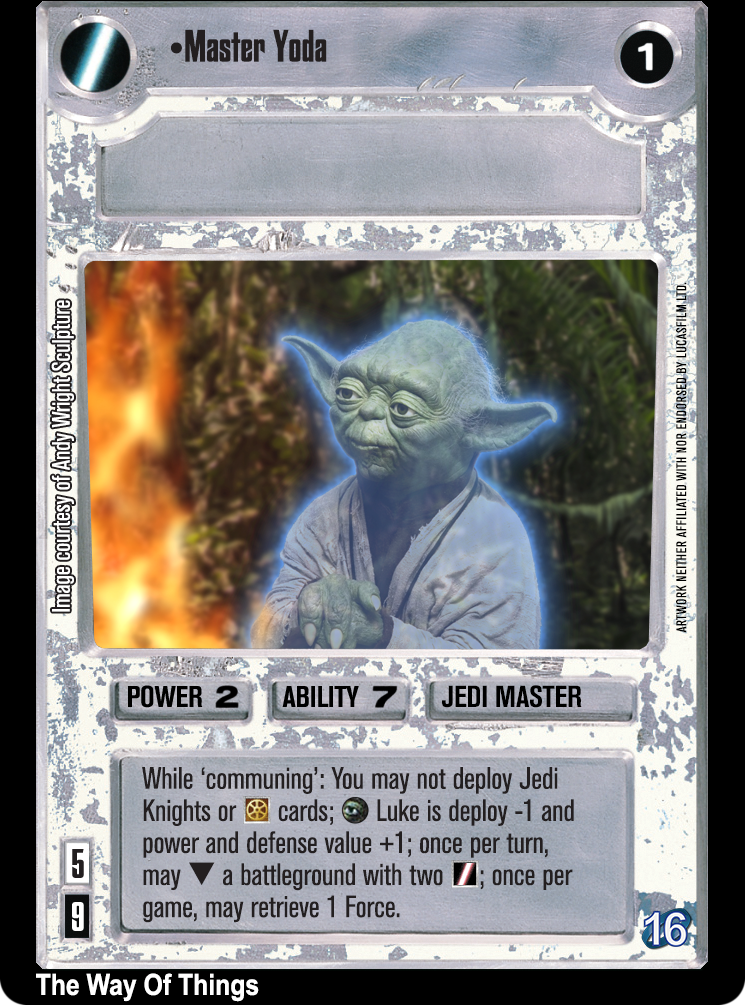 •Master Yoda
1
Image courtesy of Andy Wright Sculpture
ARTWORK NEITHER AFFILIATED WITH NOR ENDORSED BY LUCASFILM LTD.
POWER 2
ABILITY 7
JEDI MASTER
While ‘communing’: You may not deploy Jedi
Knights or cards; Luke is deploy -1 and
power and defense value +1; once per turn,
may ▼ a battleground with two ; once per
game, may retrieve 1 Force.
5
9
16
The Way Of Things